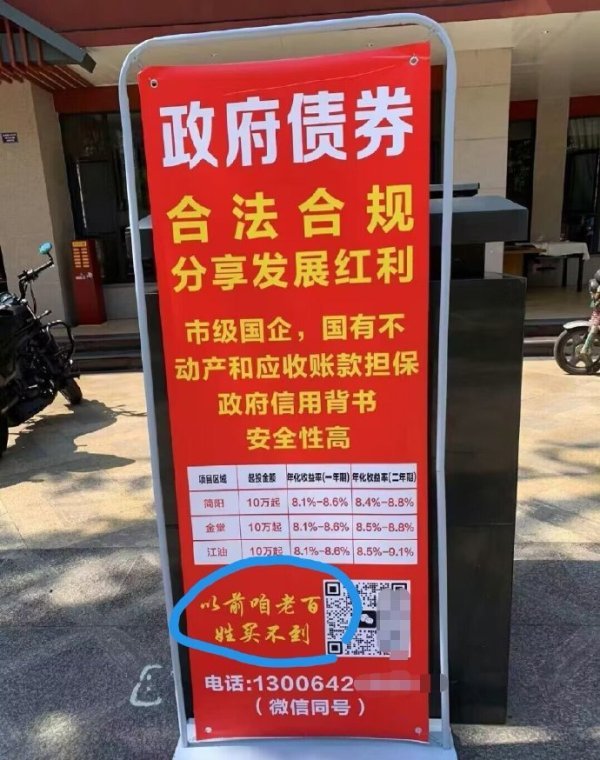 政府债券
合法合规
分享发展红利
市级国企，国有不
动产和应收账款担保
政府信用背书
安全性高
项目区域 起投金额 年化收益率(一年期) 年化收益率(二年期)
简阳 10万起 8.1%-8.6% 8.4%-8.8%
金堂 10万起 8.1%-8.6% 8.5%-8.8%
江油 10万起 8.1%-8.6% 8.5%-9.1%
以前咱老百
姓买不到
电话:1300642
（微信同号）